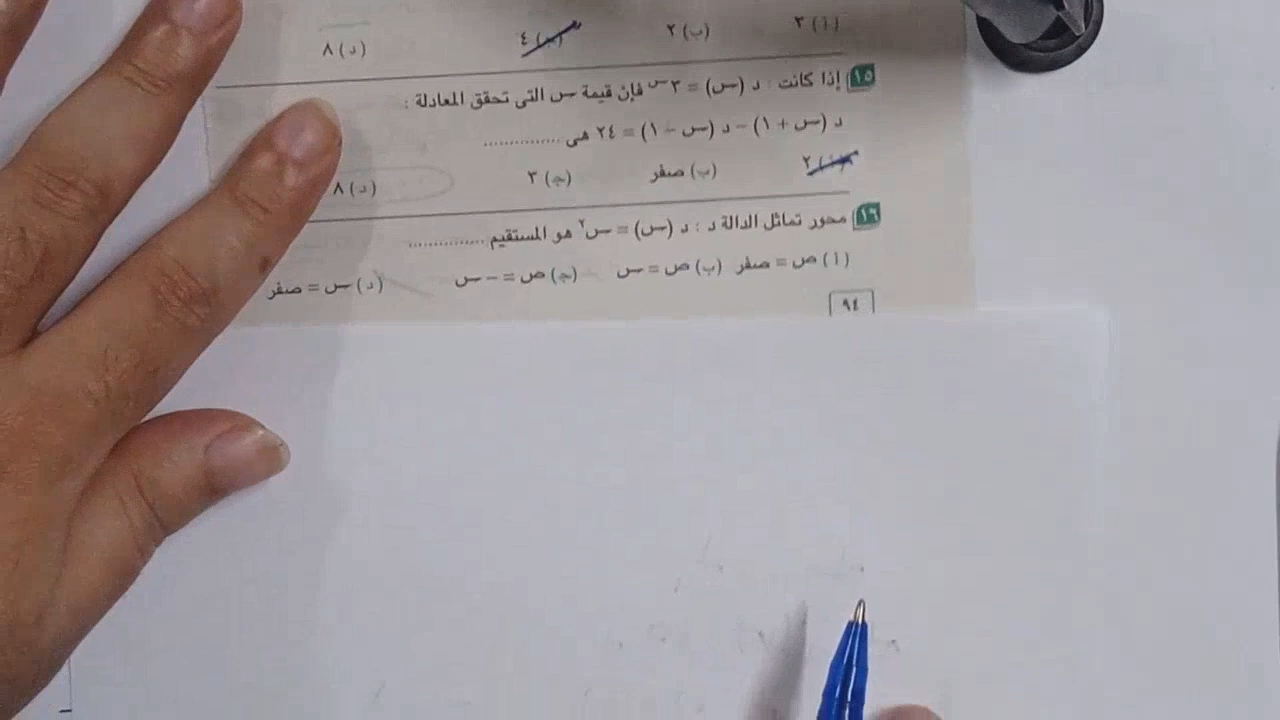 (أ) ٣ (ب) ٢ (جـ) ٤ (د) ٨
١٥ إذا كانت : د (س) = ٣س فإن قيمة س التى تحقق المعادلة :
د (س + ١) – د (س – ١) = ٢٤ هى ..............
(أ) ٢ (ب) صفر (جـ) ٣ (د) ٨
١٦ محور تماثل الدالة د : د (س) = س٢ هو المستقيم ..............
(أ) ص = صفر (ب) ص = س (جـ) ص = – س (د) س = صفر
٩٤